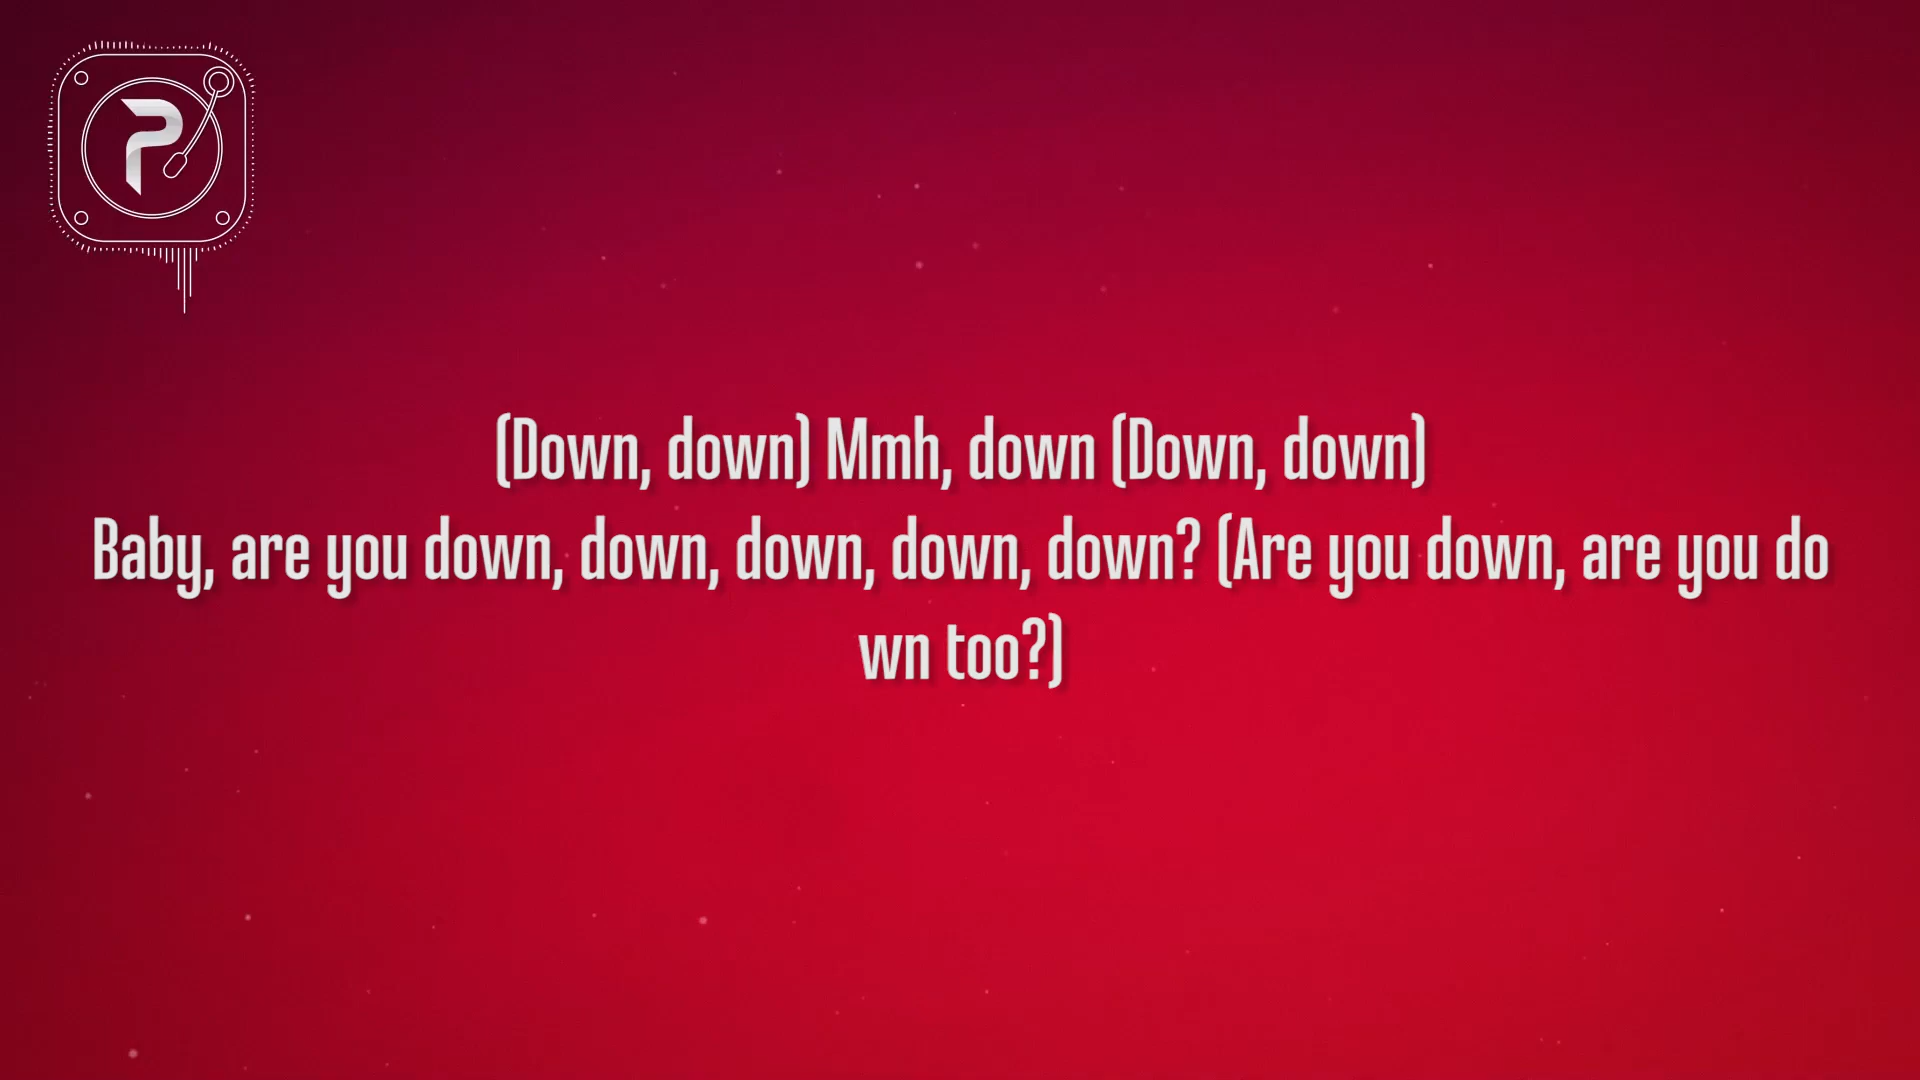 P
(Down, down) Mmh, down (Down, down)
Baby, are you down, down, down, down, down? (Are you down, are you do
wn too?)